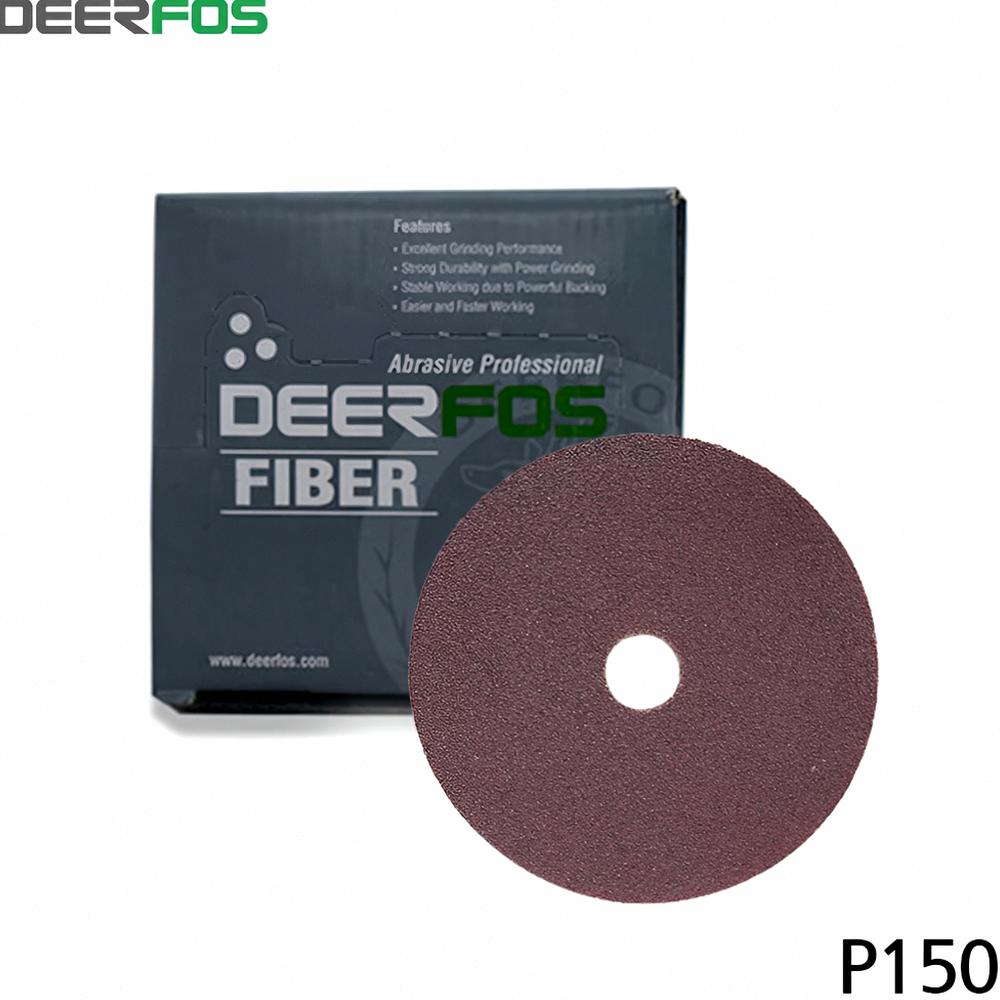 DEERFOS
Features
• Excellent Grinding Performance
• Strong Durability with Power Grinding
• Stable Working due to Powerful Backing
• Easier and Faster Working
Abrasive Professional
DEERFOS
FIBER
www.deerfos.com
P150